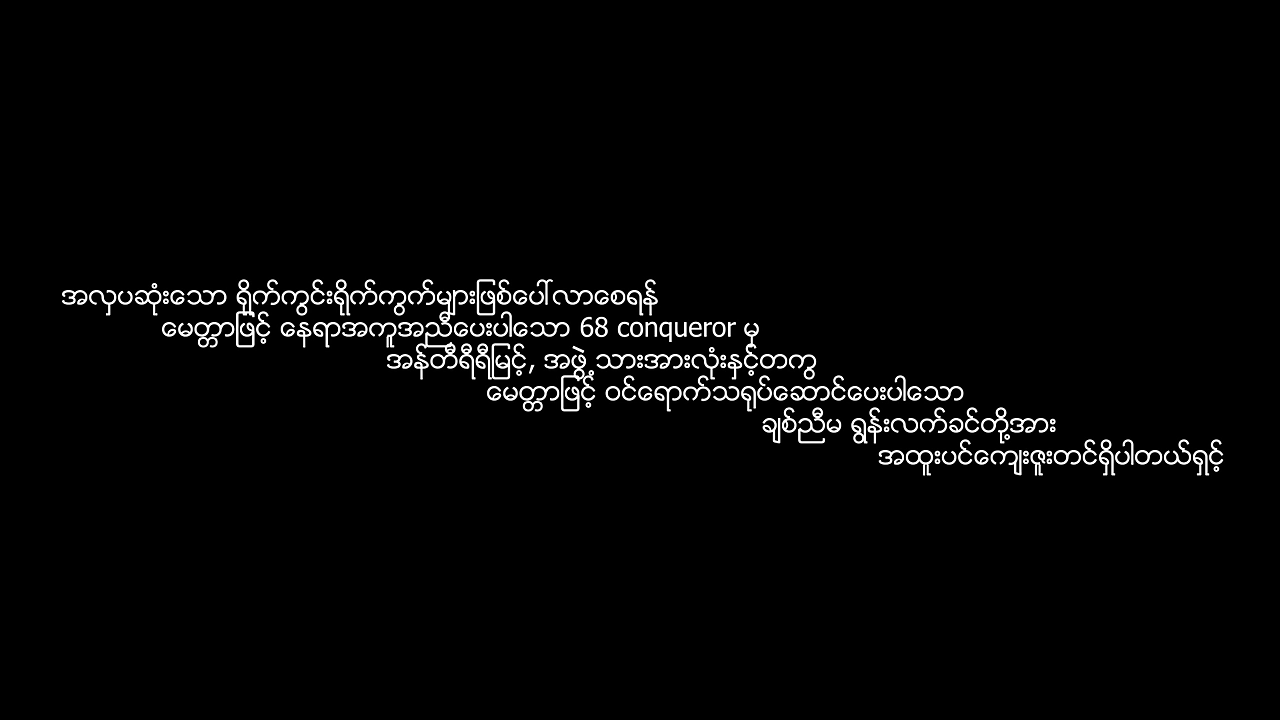 အလှပဆုံးသော ရိုက်ကွင်းရိုက်ကွက်များဖြစ်ပေါ်လာစေရန်
မေတ္တာဖြင့် နေရာအကူအညီပေးပါသော 68 conqueror မှ
အန်တီရီရီမြင့်, အဖွဲ့သားအားလုံးနှင့်တကွ
မေတ္တာဖြင့် ဝင်ရောက်သရုပ်ဆောင်ပေးပါသော
ချစ်ညီမ ရွှန်းလက်ခင်တို့အား
အထူးပင်ကျေးဇူးတင်ရှိပါတယ်ရှင့်